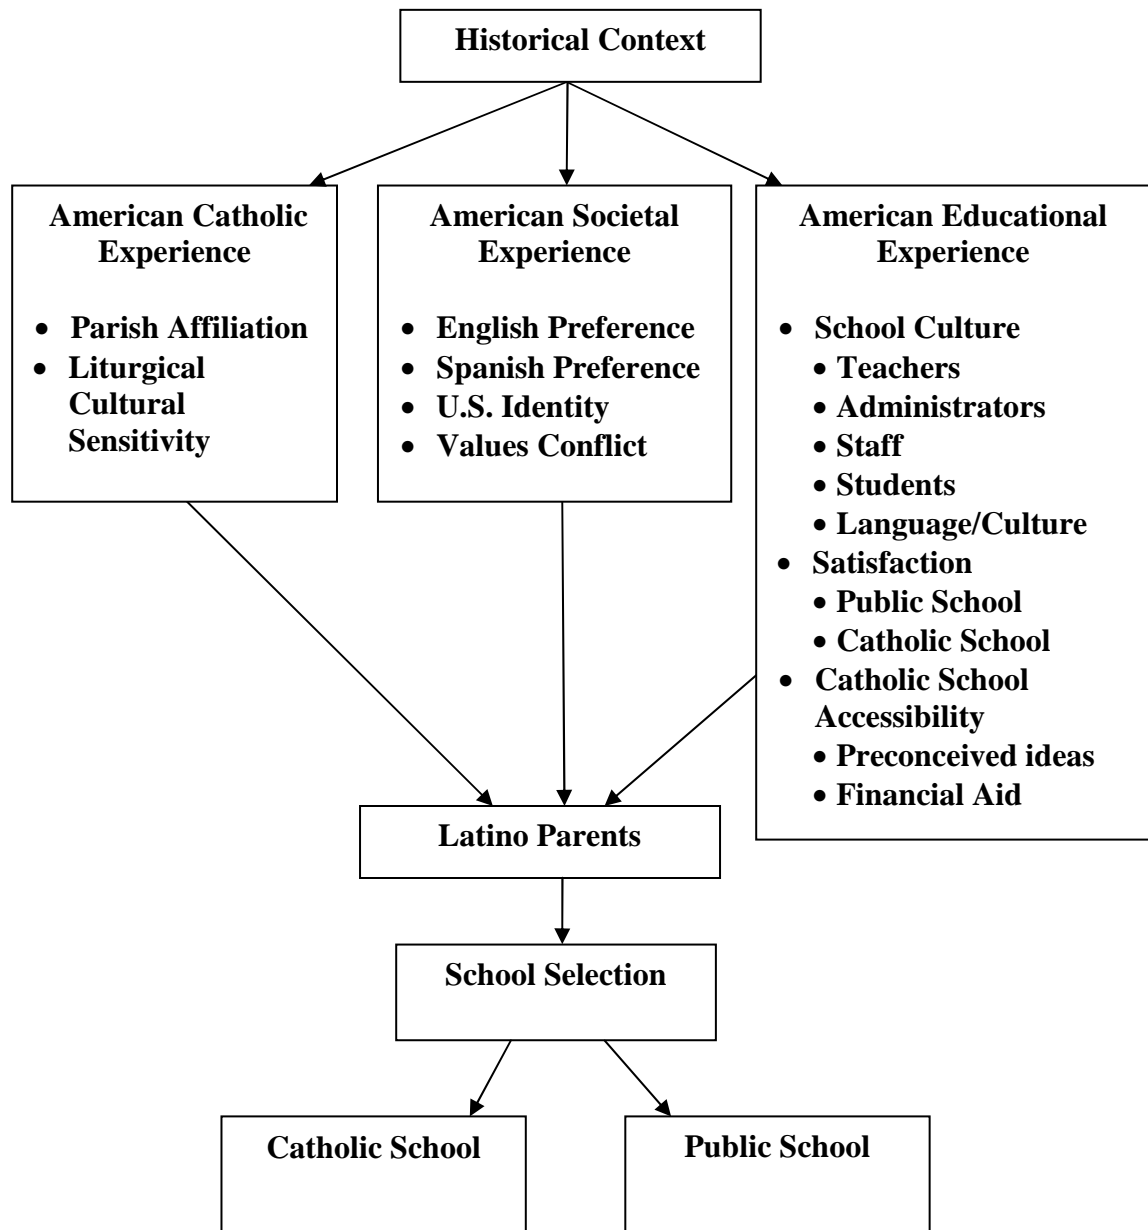 Historical Context
American Catholic
Experience
• Parish Affiliation
• Liturgical
Cultural
Sensitivity
American Societal
Experience
• English Preference
• Spanish Preference
• U.S. Identity
• Values Conflict
American Educational
Experience
• School Culture
• Teachers
• Administrators
• Staff
• Students
• Language/Culture
• Satisfaction
• Public School
• Catholic School
• Catholic School
Accessibility
• Preconceived ideas
• Financial Aid
Latino Parents
School Selection
Catholic School
Public School